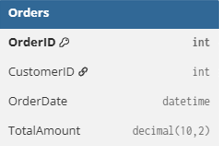 Orders
OrderID int
CustomerID int
OrderDate datetime
TotalAmount decimal(10,2)